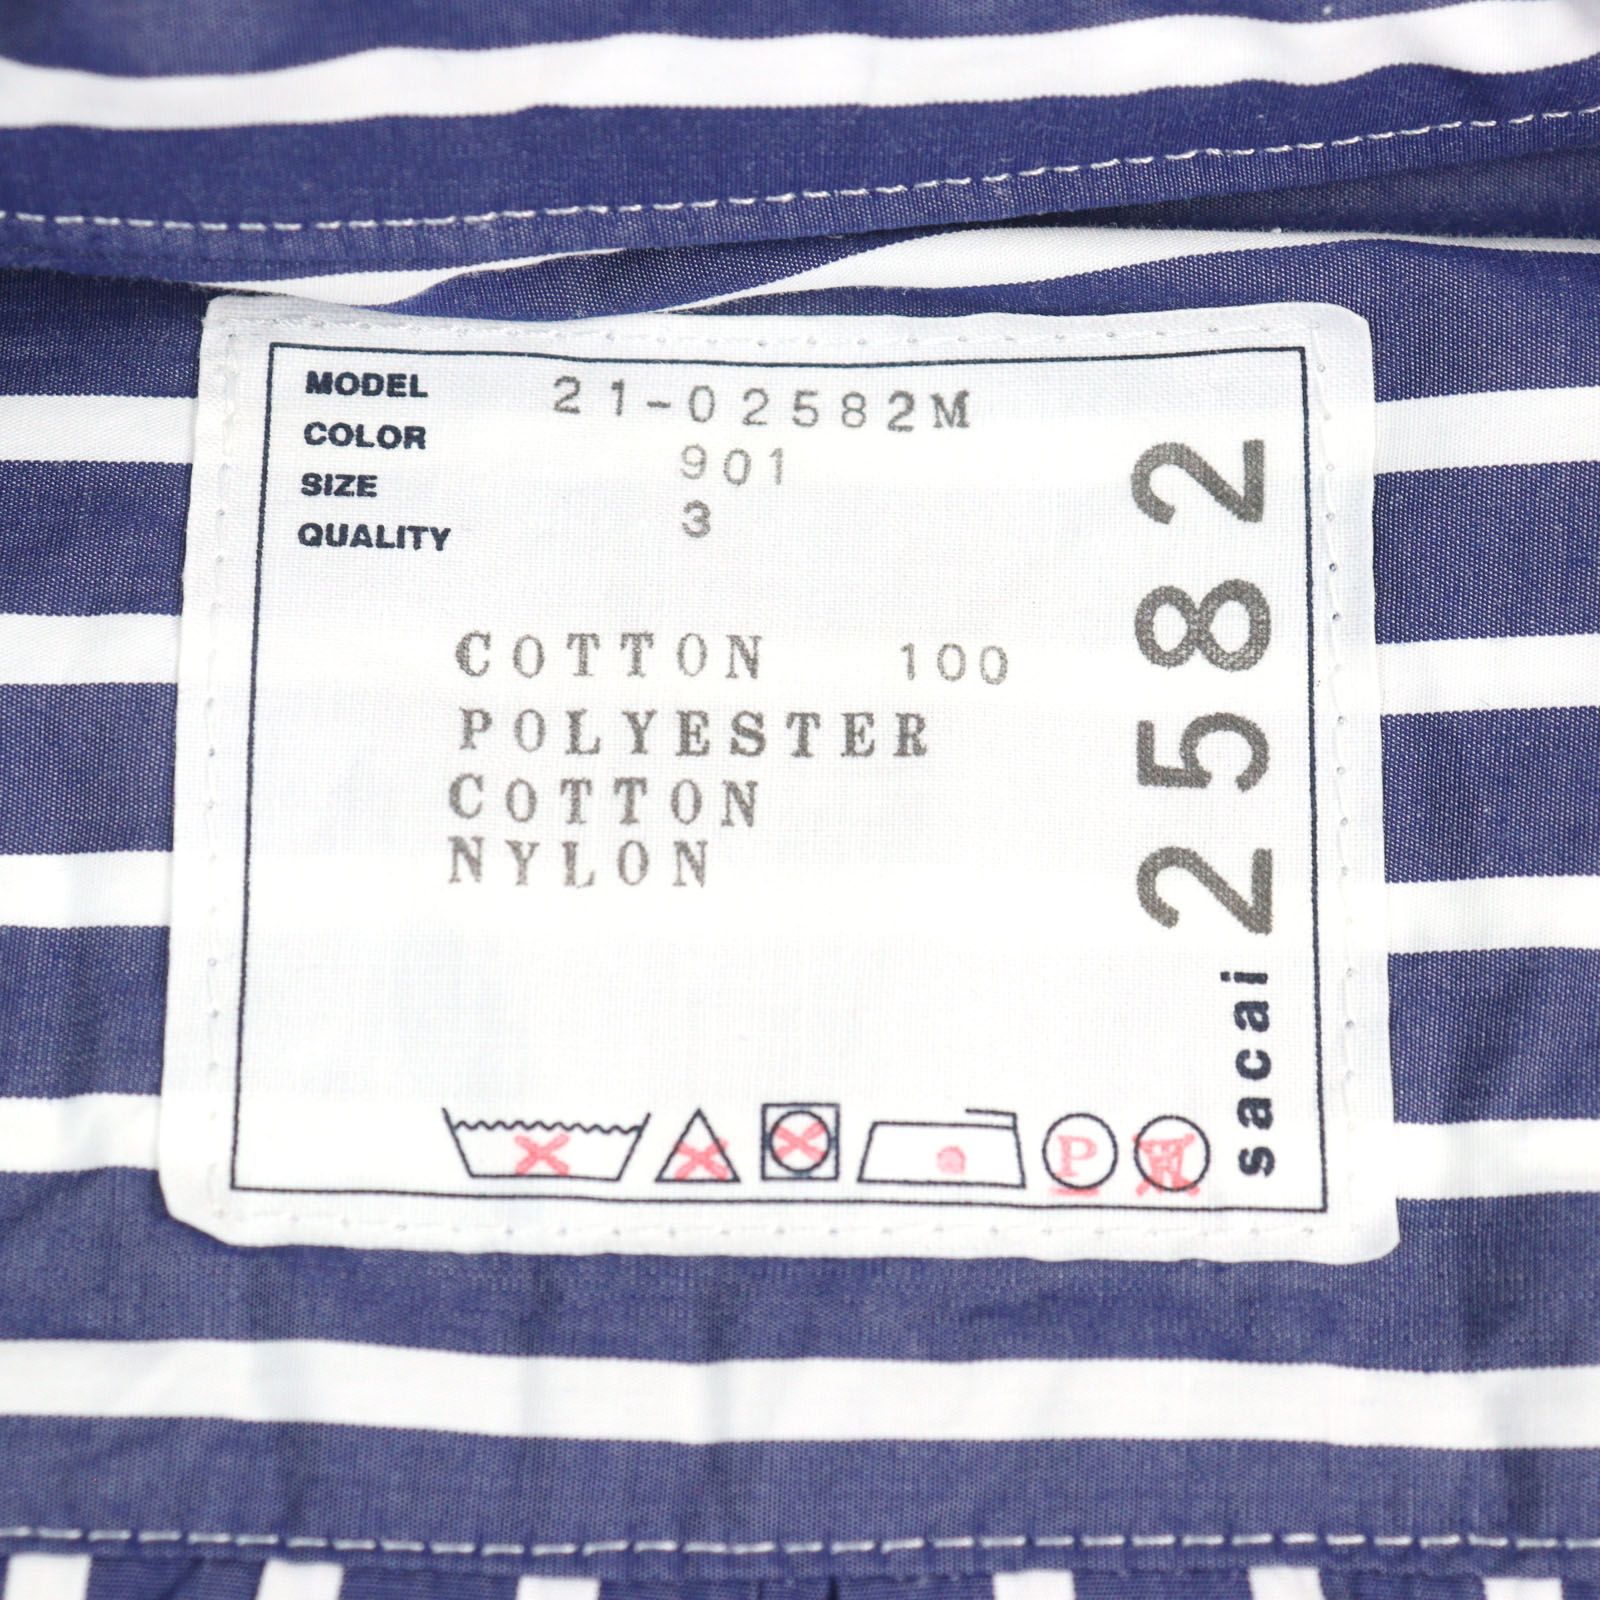 MODEL 21-02582M
COLOR 901
SIZE 3
QUALITY
COTTON 100
POLYESTER
COTTON
NYLON
P
W
sacai 2582